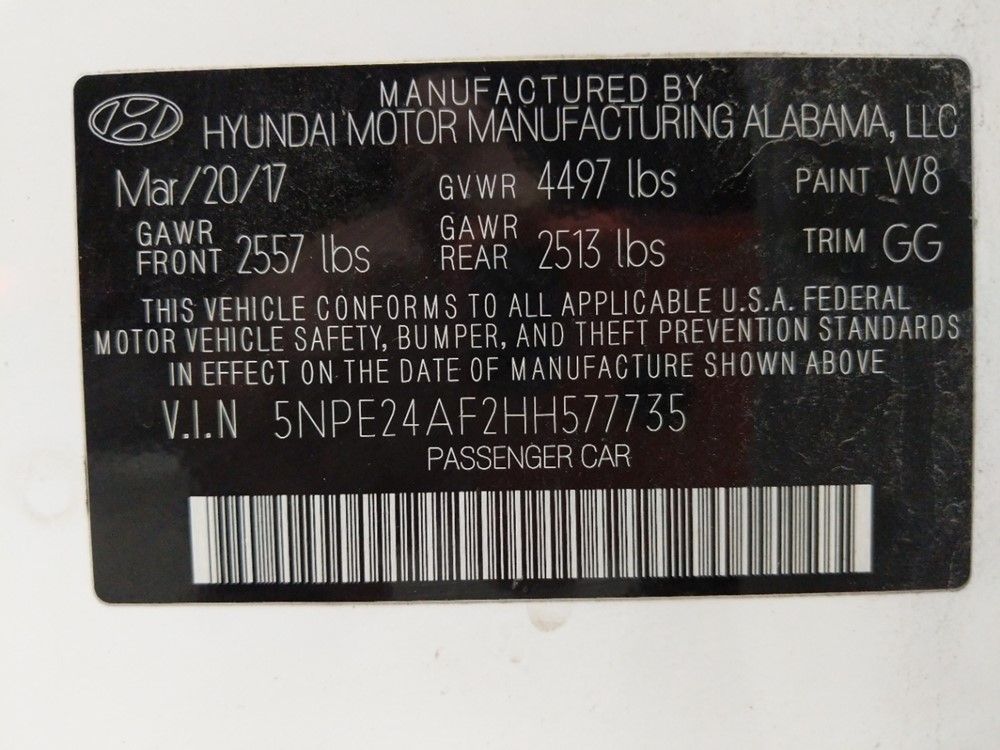 MANUFACTURED BY
HYUNDAI MOTOR MANUFACTURING ALABAMA, LLC
Mar/20/17 GVWR 4497 lbs PAINT W8
GAWR FRONT 2557 lbs GAWR REAR 2513 lbs TRIM GG
THIS VEHICLE CONFORMS TO ALL APPLICABLE U.S.A. FEDERAL
MOTOR VEHICLE SAFETY, BUMPER, AND THEFT PREVENTION STANDARDS
IN EFFECT ON THE DATE OF MANUFACTURE SHOWN ABOVE
V.I.N 5NPE24AF2HH577735
PASSENGER CAR